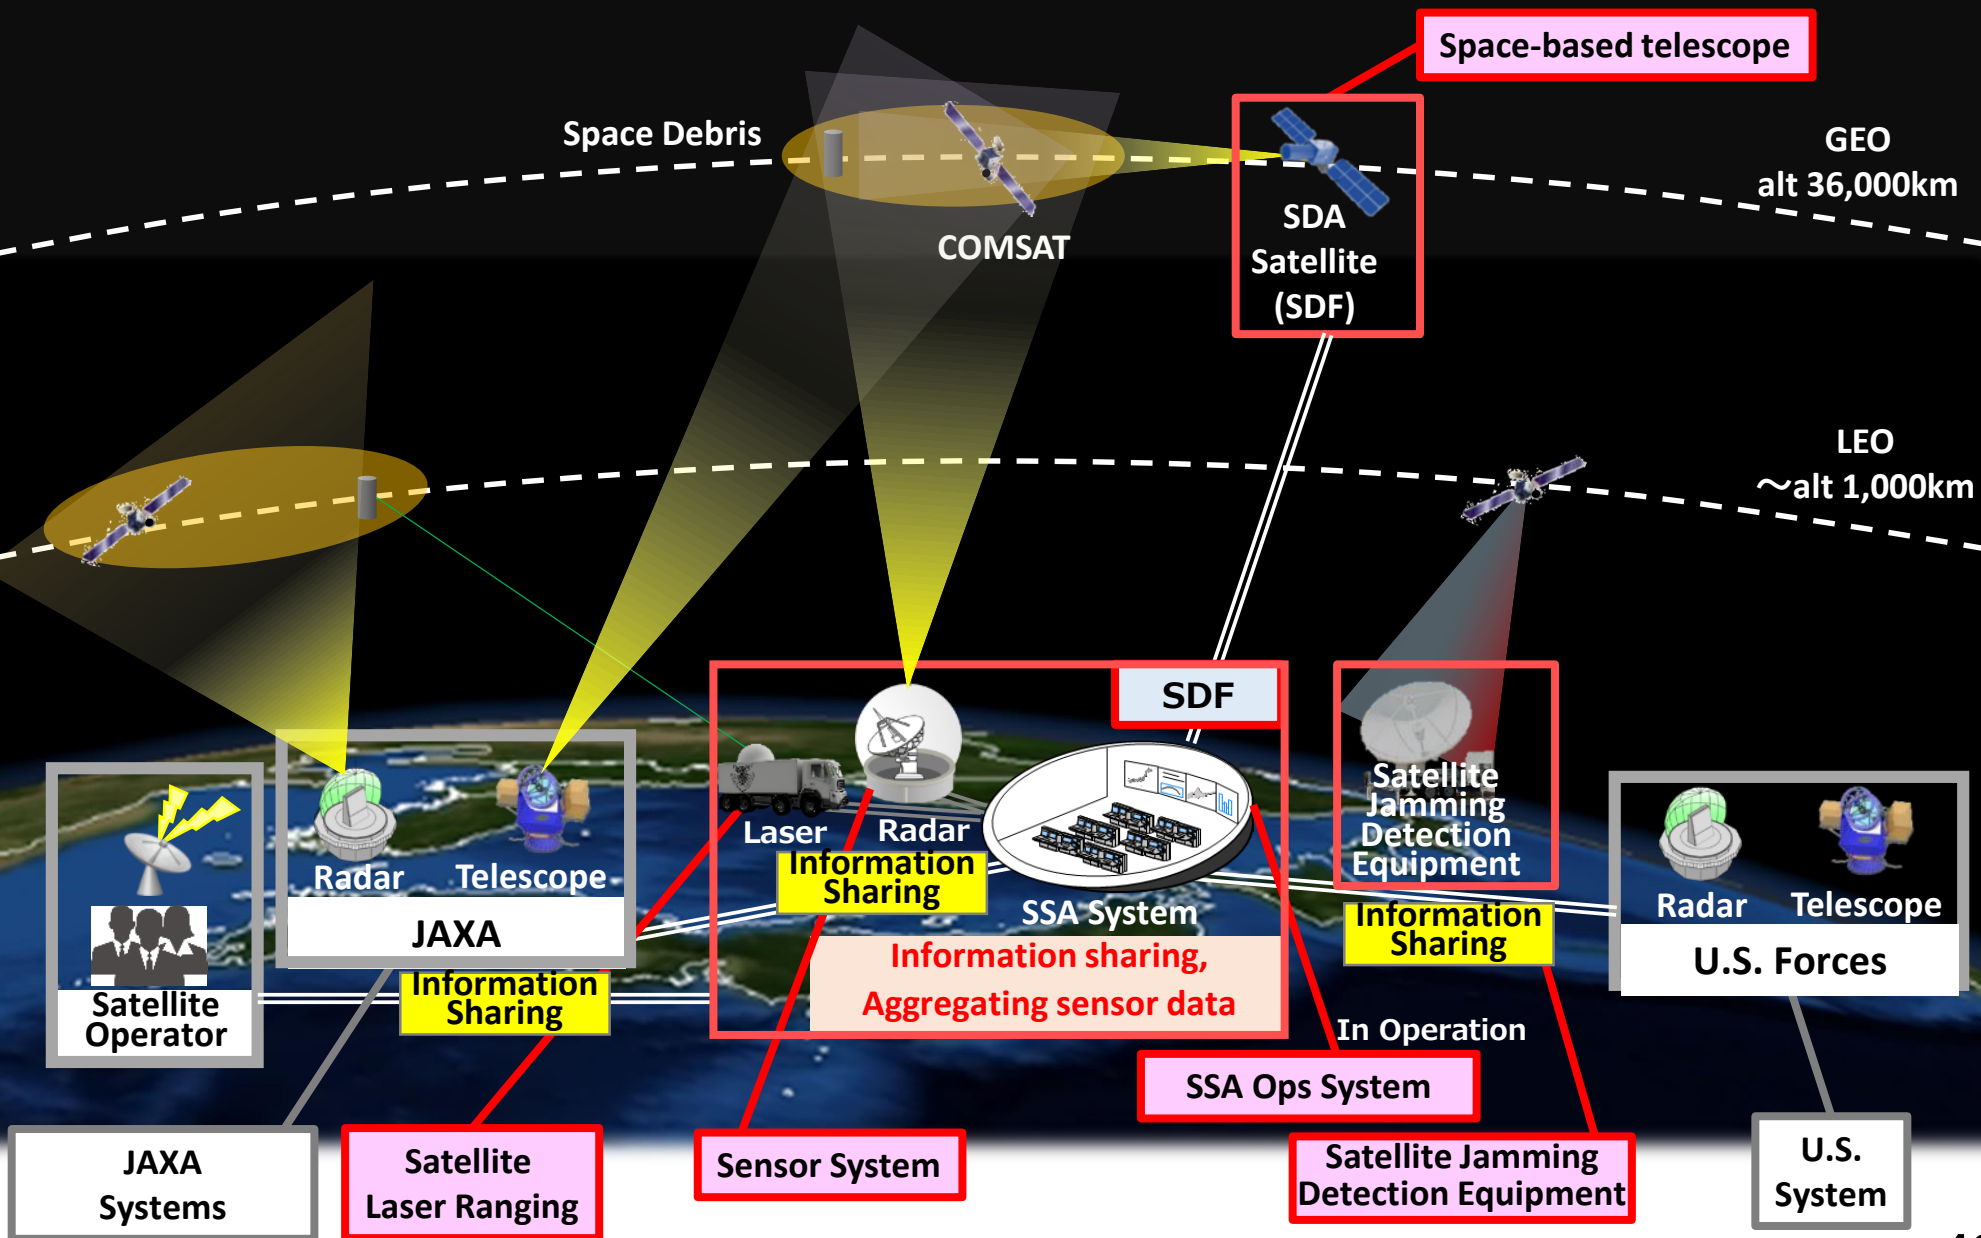 Space-based telescope
Space Debris
GEO
alt 36,000km
COMSAT
SDA
Satellite
(SDF)
LEO
～alt 1,000km
SDF
Laser
Radar
Information
Sharing
SSA System
Information sharing,
Aggregating sensor data
Satellite
Jamming
Detection
Equipment
Radar
Telescope
JAXA
Radar
Telescope
U.S. Forces
Information
Sharing
Satellite
Operator
Information
Sharing
In Operation
SSA Ops System
JAXA
Systems
Satellite
Laser Ranging
Sensor System
Satellite Jamming
Detection Equipment
U.S.
System